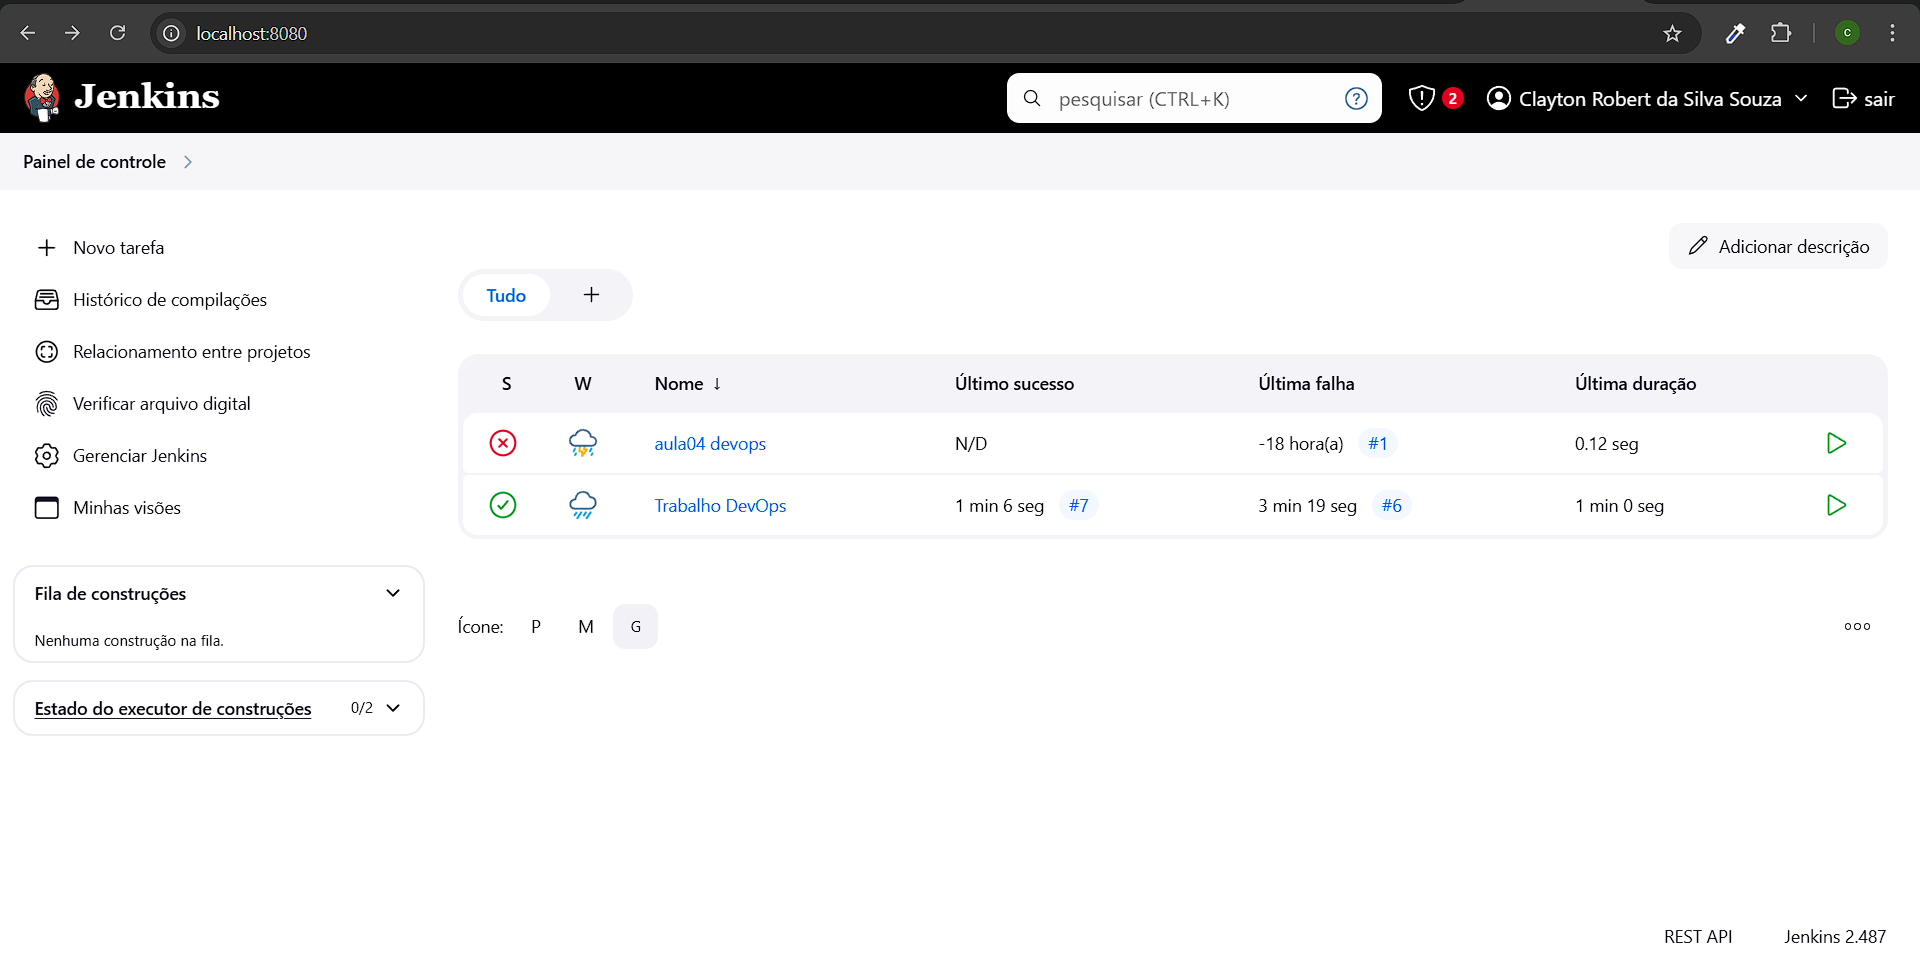 localhost:8080
C
Jenkins
pesquisar (CTRL+K)
?
2
Clayton Robert da Silva Souza
sair
Painel de controle
Novo tarefa
Histórico de compilações
Relacionamento entre projetos
Verificar arquivo digital
Gerenciar Jenkins
Minhas visões
Fila de construções
Nenhuma construção na fila.
Estado do executor de construções 0/2
Adicionar descrição
Tudo +
S W Nome ↓ Último sucesso Última falha Última duração
aula04 devops N/D -18 hora(a) #1 0.12 seg
Trabalho DevOps 1 min 6 seg #7 3 min 19 seg #6 1 min 0 seg
Ícone: P M G
REST API Jenkins 2.487